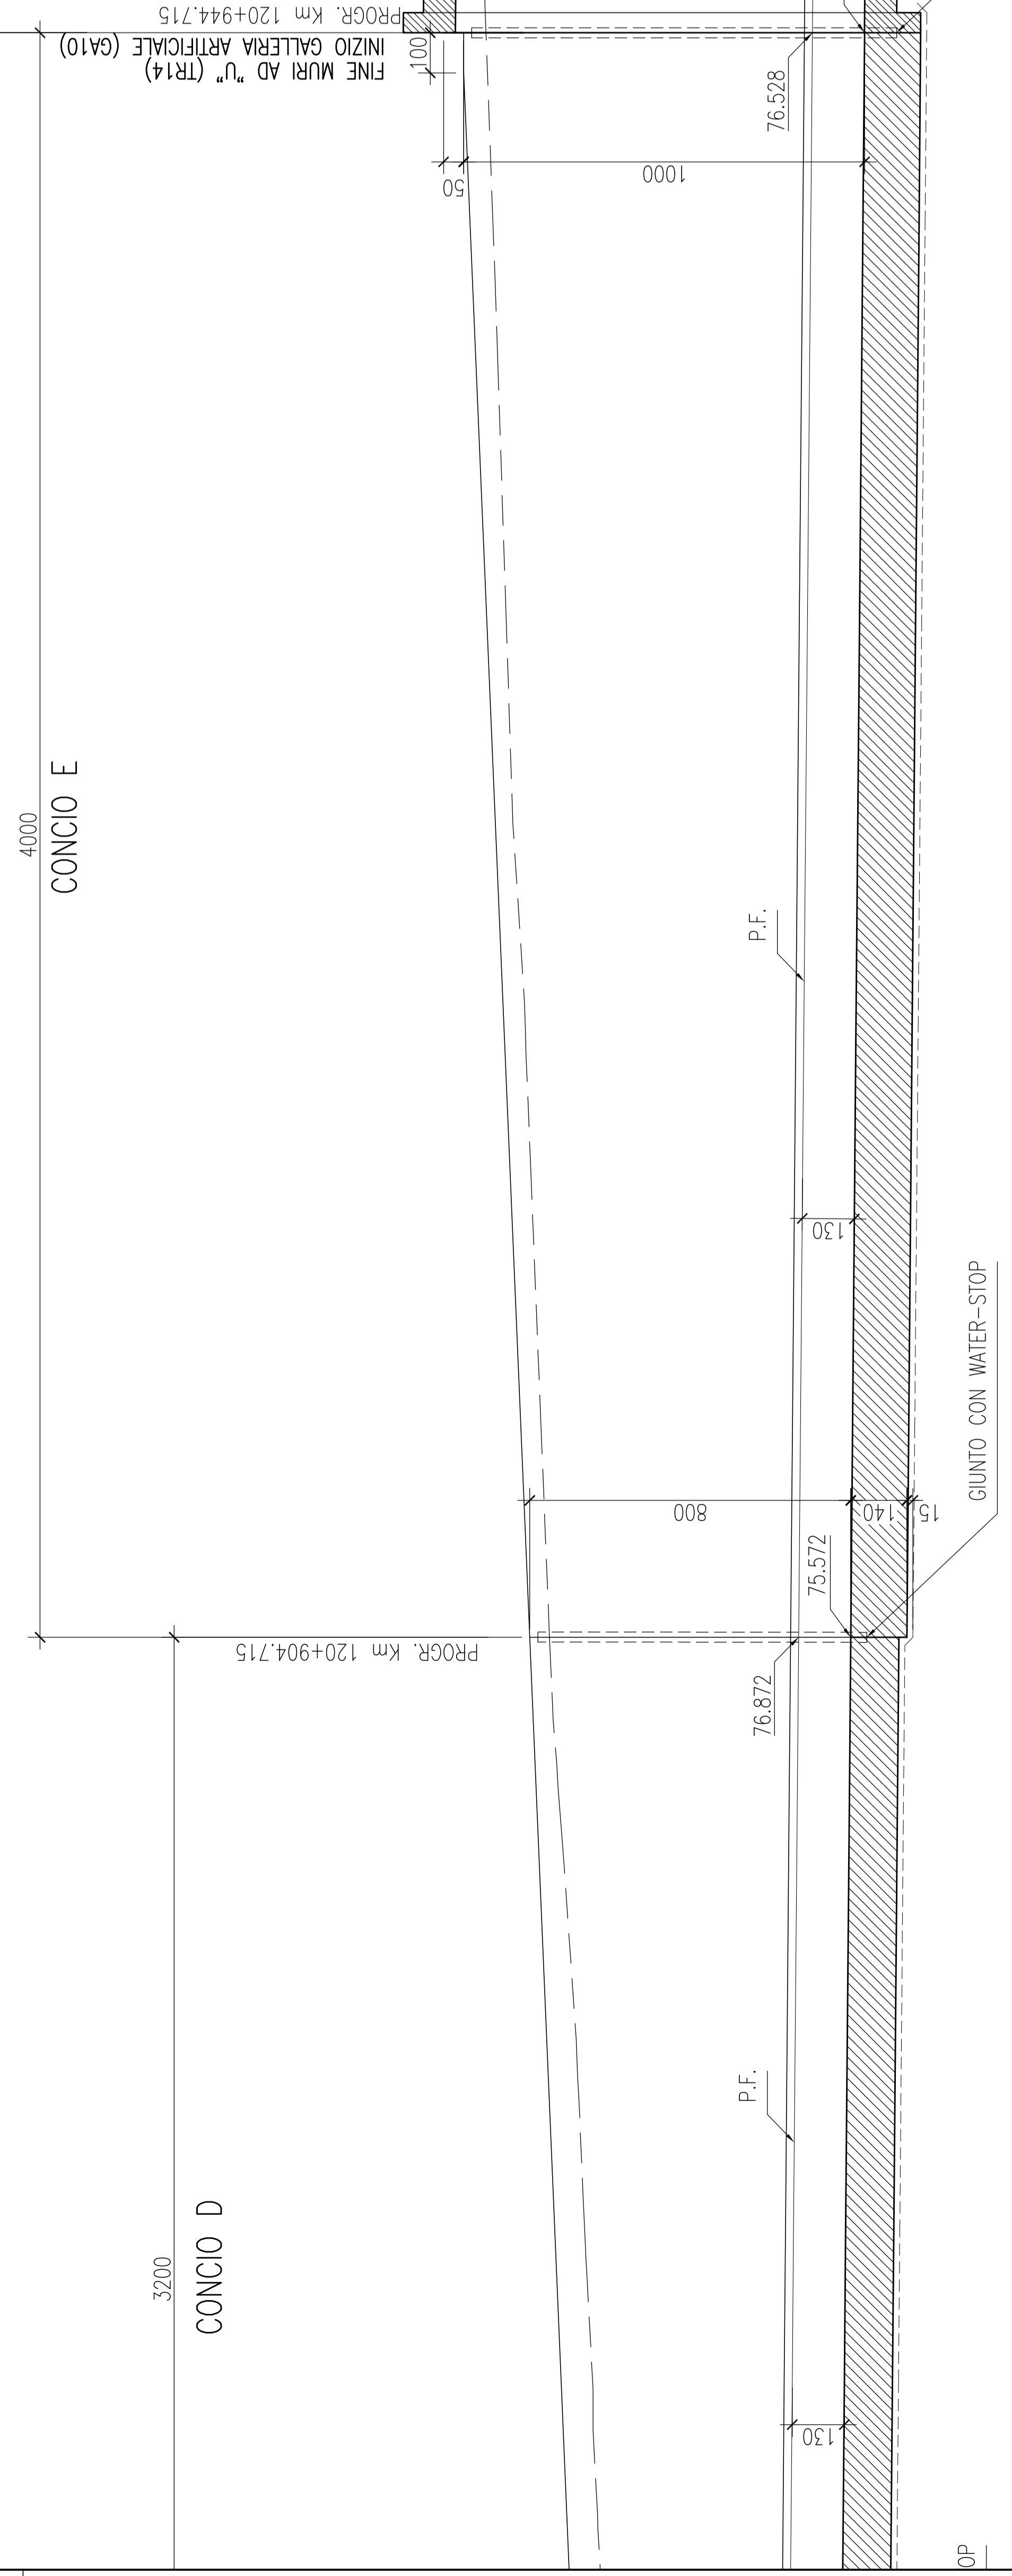 PROGR. Km 120+944.715
INIZIO GALLERIA ARTIFICIALE (GA10)
FINE MURI AD "U" (TR14)
100
76.528
50
1000
4000
CONCIO E
P.F.
130
GIUNTO CON WATER-STOP
800
140
15
75.572
PROGR. Km 120+904.715
76.872
P.F.
3200
CONCIO D
130
OP